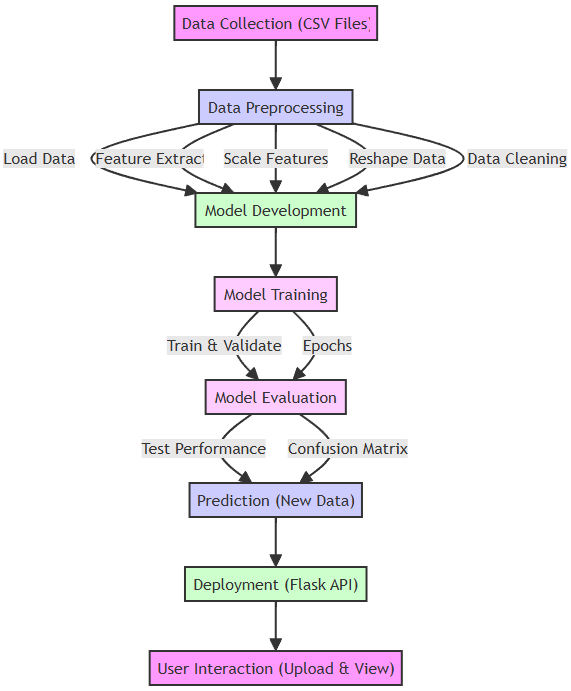 Data Collection (CSV Files)
Data Preprocessing
Load Data
Feature Extract
Scale Features
Reshape Data
Data Cleaning
Model Development
Model Training
Train & Validate
Epochs
Model Evaluation
Test Performance
Confusion Matrix
Prediction (New Data)
Deployment (Flask API)
User Interaction (Upload & View)